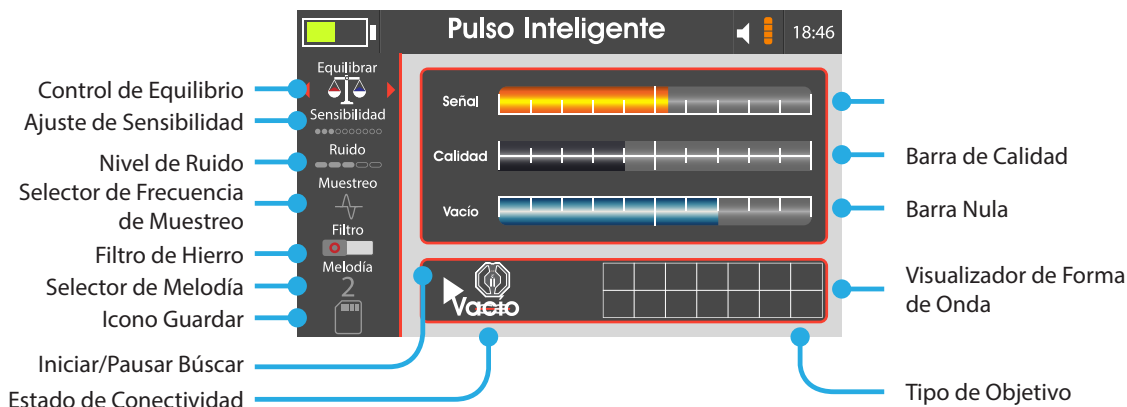 Pulso Inteligente
18:46
Equilibrar
Sensibilidad
Ruido
Muestreo
Filtro
Melodía
2
Señal
Calidad
Vacío
Vacío
Control de Equilibrio
Ajuste de Sensibilidad
Nivel de Ruido
Selector de Frecuencia
de Muestreo
Filtro de Hierro
Selector de Melodía
Icono Guardar
Iniciar/Pausar Búscar
Estado de Conectividad
Barra de Calidad
Barra Nula
Visualizador de Forma
de Onda
Tipo de Objetivo